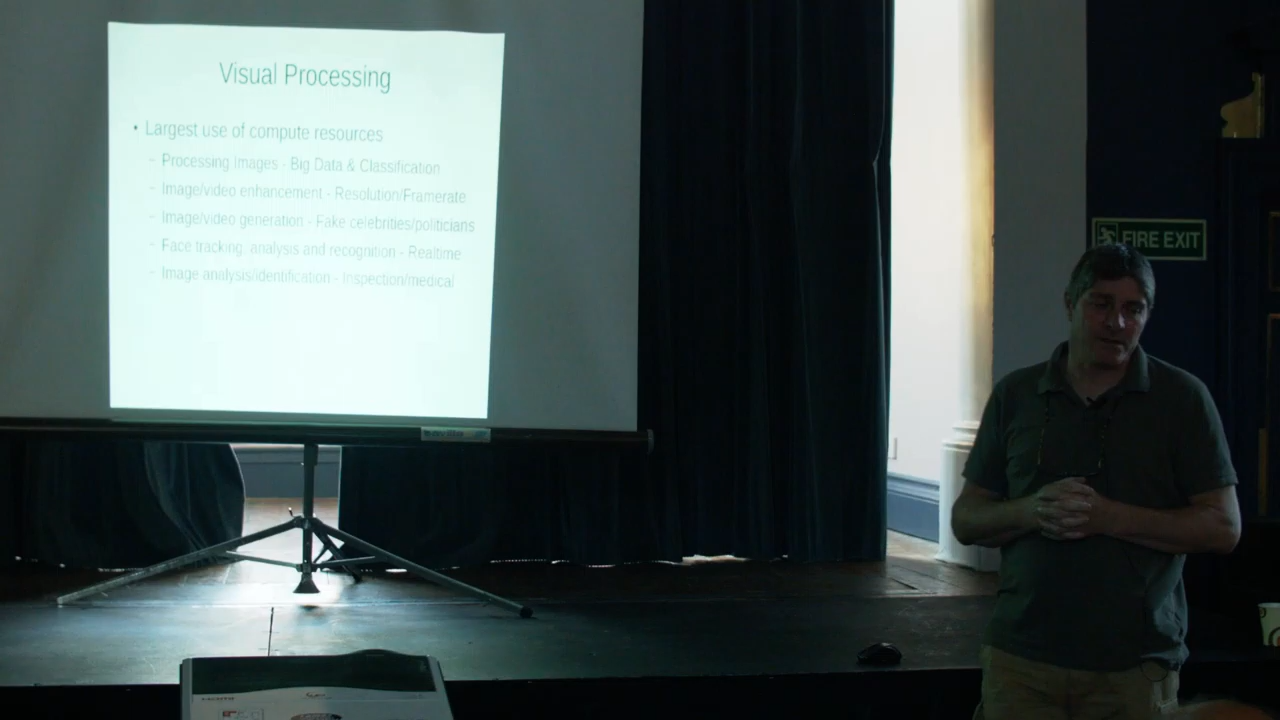 Visual Processing
• Largest use of compute resources
– Processing Images - Big Data & Classification
– Image/video enhancement - Resolution/Framerate
– Image/video generation - Fake celebrities/politicians
– Face tracking, analysis and recognition - Realtime
– Image analysis/identification - Inspection/medical
FIRE EXIT